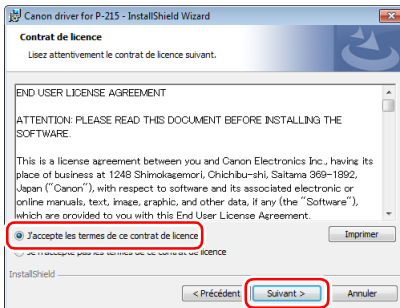 Canon driver for P-215 - InstallShield Wizard
Contrat de licence
Lisez attentivement le contrat de licence suivant.
END USER LICENSE AGREEMENT
ATTENTION: PLEASE READ THIS DOCUMENT BEFORE INSTALLING THE
SOFTWARE.
This is a license agreement between you and Canon Electronics Inc., having its
place of business at 1248 Shimokagemori, Chichibu-shi, Saitama 369-1892,
Japan ("Canon"), with respect to software and its associated electronic or
online manuals, text, image, graphic, and other data, if any (the "Software"),
which are provided to you with this End User License Agreement.
J'accepte les termes de ce contrat de licence
Imprimer
Je n'accepte pas les termes de ce contrat de licence
InstallShield
< Précédent
Suivant >
Annuler